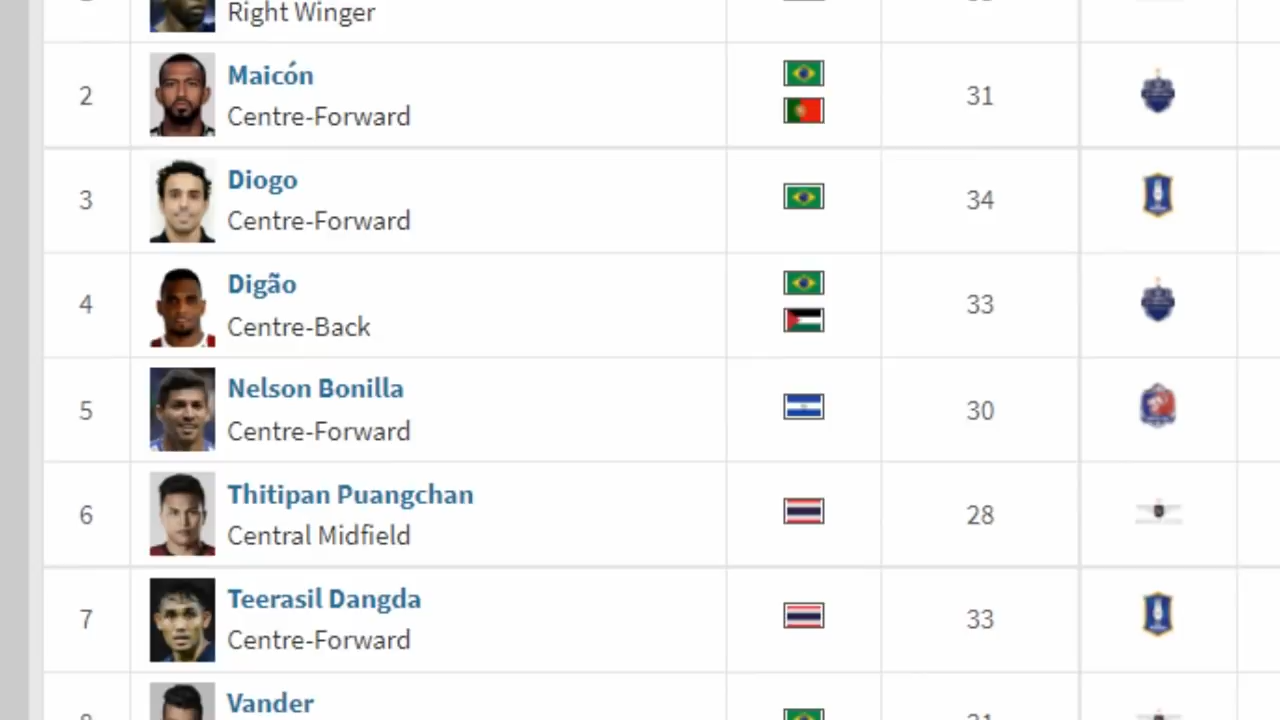 Right Winger
2
Maicón
Centre-Forward
31
3
Diogo
Centre-Forward
34
4
Digão
Centre-Back
33
5
Nelson Bonilla
Centre-Forward
30
6
Thitipan Puangchan
Central Midfield
28
7
Teerasil Dangda
Centre-Forward
33
Vander